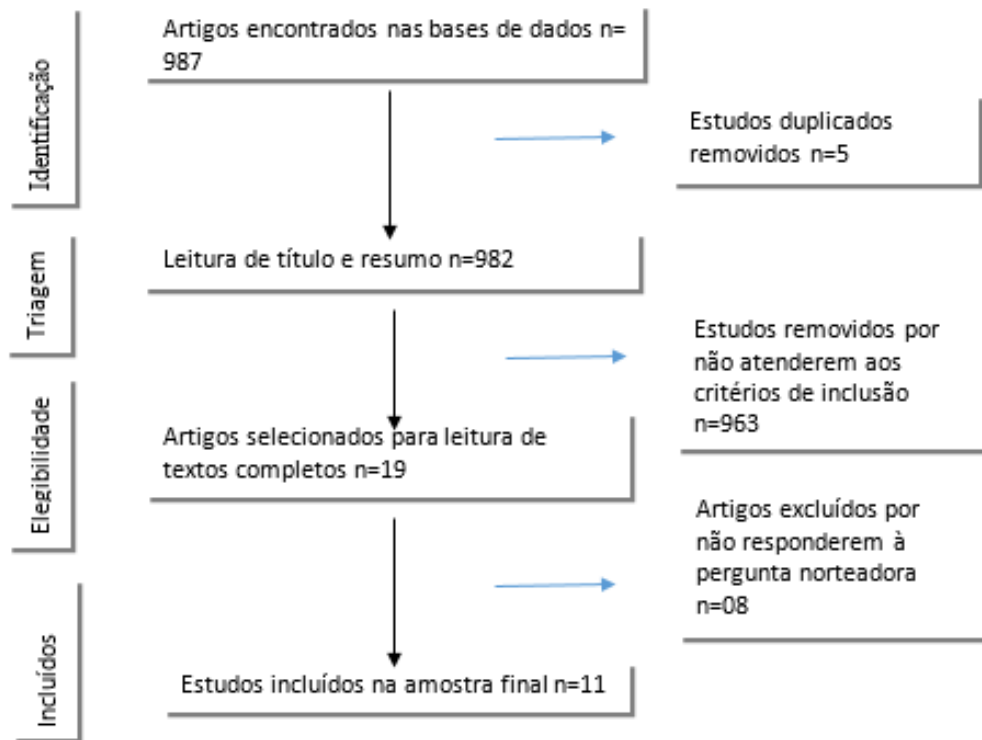 Identificação
Artigos encontrados nas bases de dados n=
987
Estudos duplicados
removidos n=5
Triagem
Leitura de título e resumo n=982
Estudos removidos por
não atenderem aos
critérios de inclusão
n=963
Elegibilidade
Artigos selecionados para leitura de
textos completos n=19
Artigos excluídos por
não responderem à
pergunta norteadora
n=08
Incluídos
Estudos incluídos na amostra final n=11